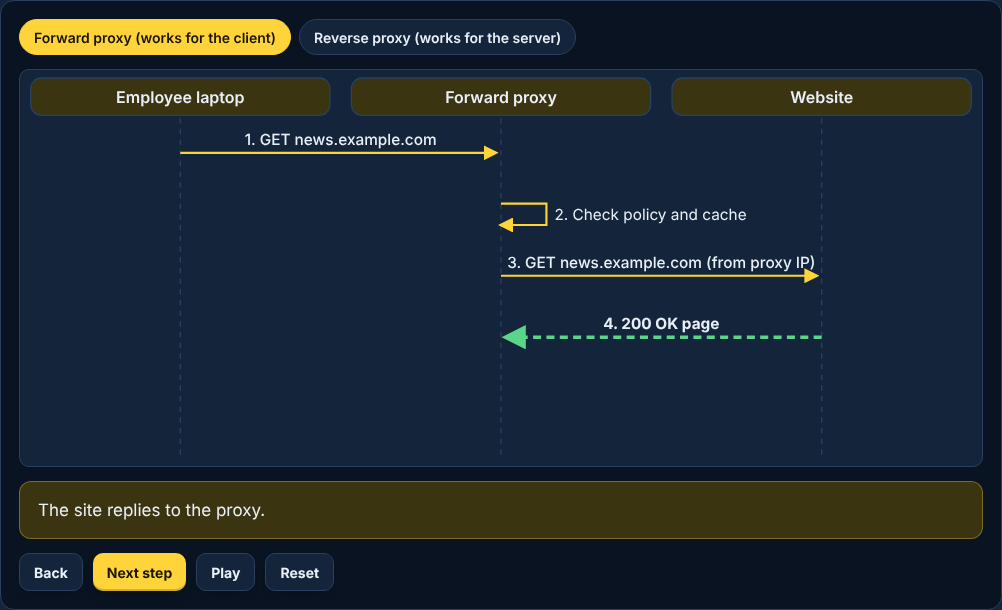 Forward proxy (works for the client)
Reverse proxy (works for the server)
Employee laptop
Forward proxy
Website
1. GET news.example.com
2. Check policy and cache
3. GET news.example.com (from proxy IP)
4. 200 OK page
The site replies to the proxy.
Back
Next step
Play
Reset